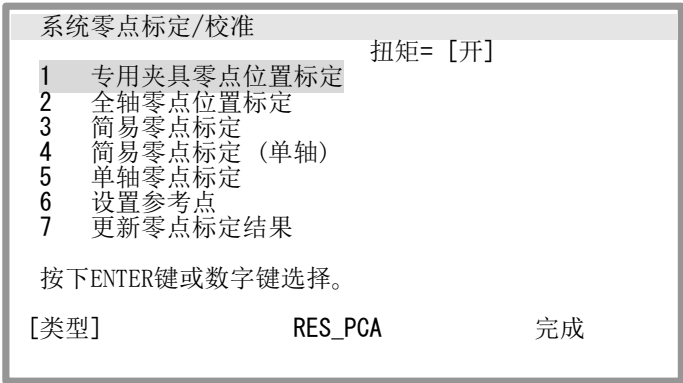 系统零点标定/校准
扭矩= [开]
1 专用夹具零点位置标定
2 全轴零点位置标定
3 简易零点标定
4 简易零点标定 (单轴)
5 单轴零点标定
6 设置参考点
7 更新零点标定结果
按下ENTER键或数字键选择。
[类型] RES_PCA 完成